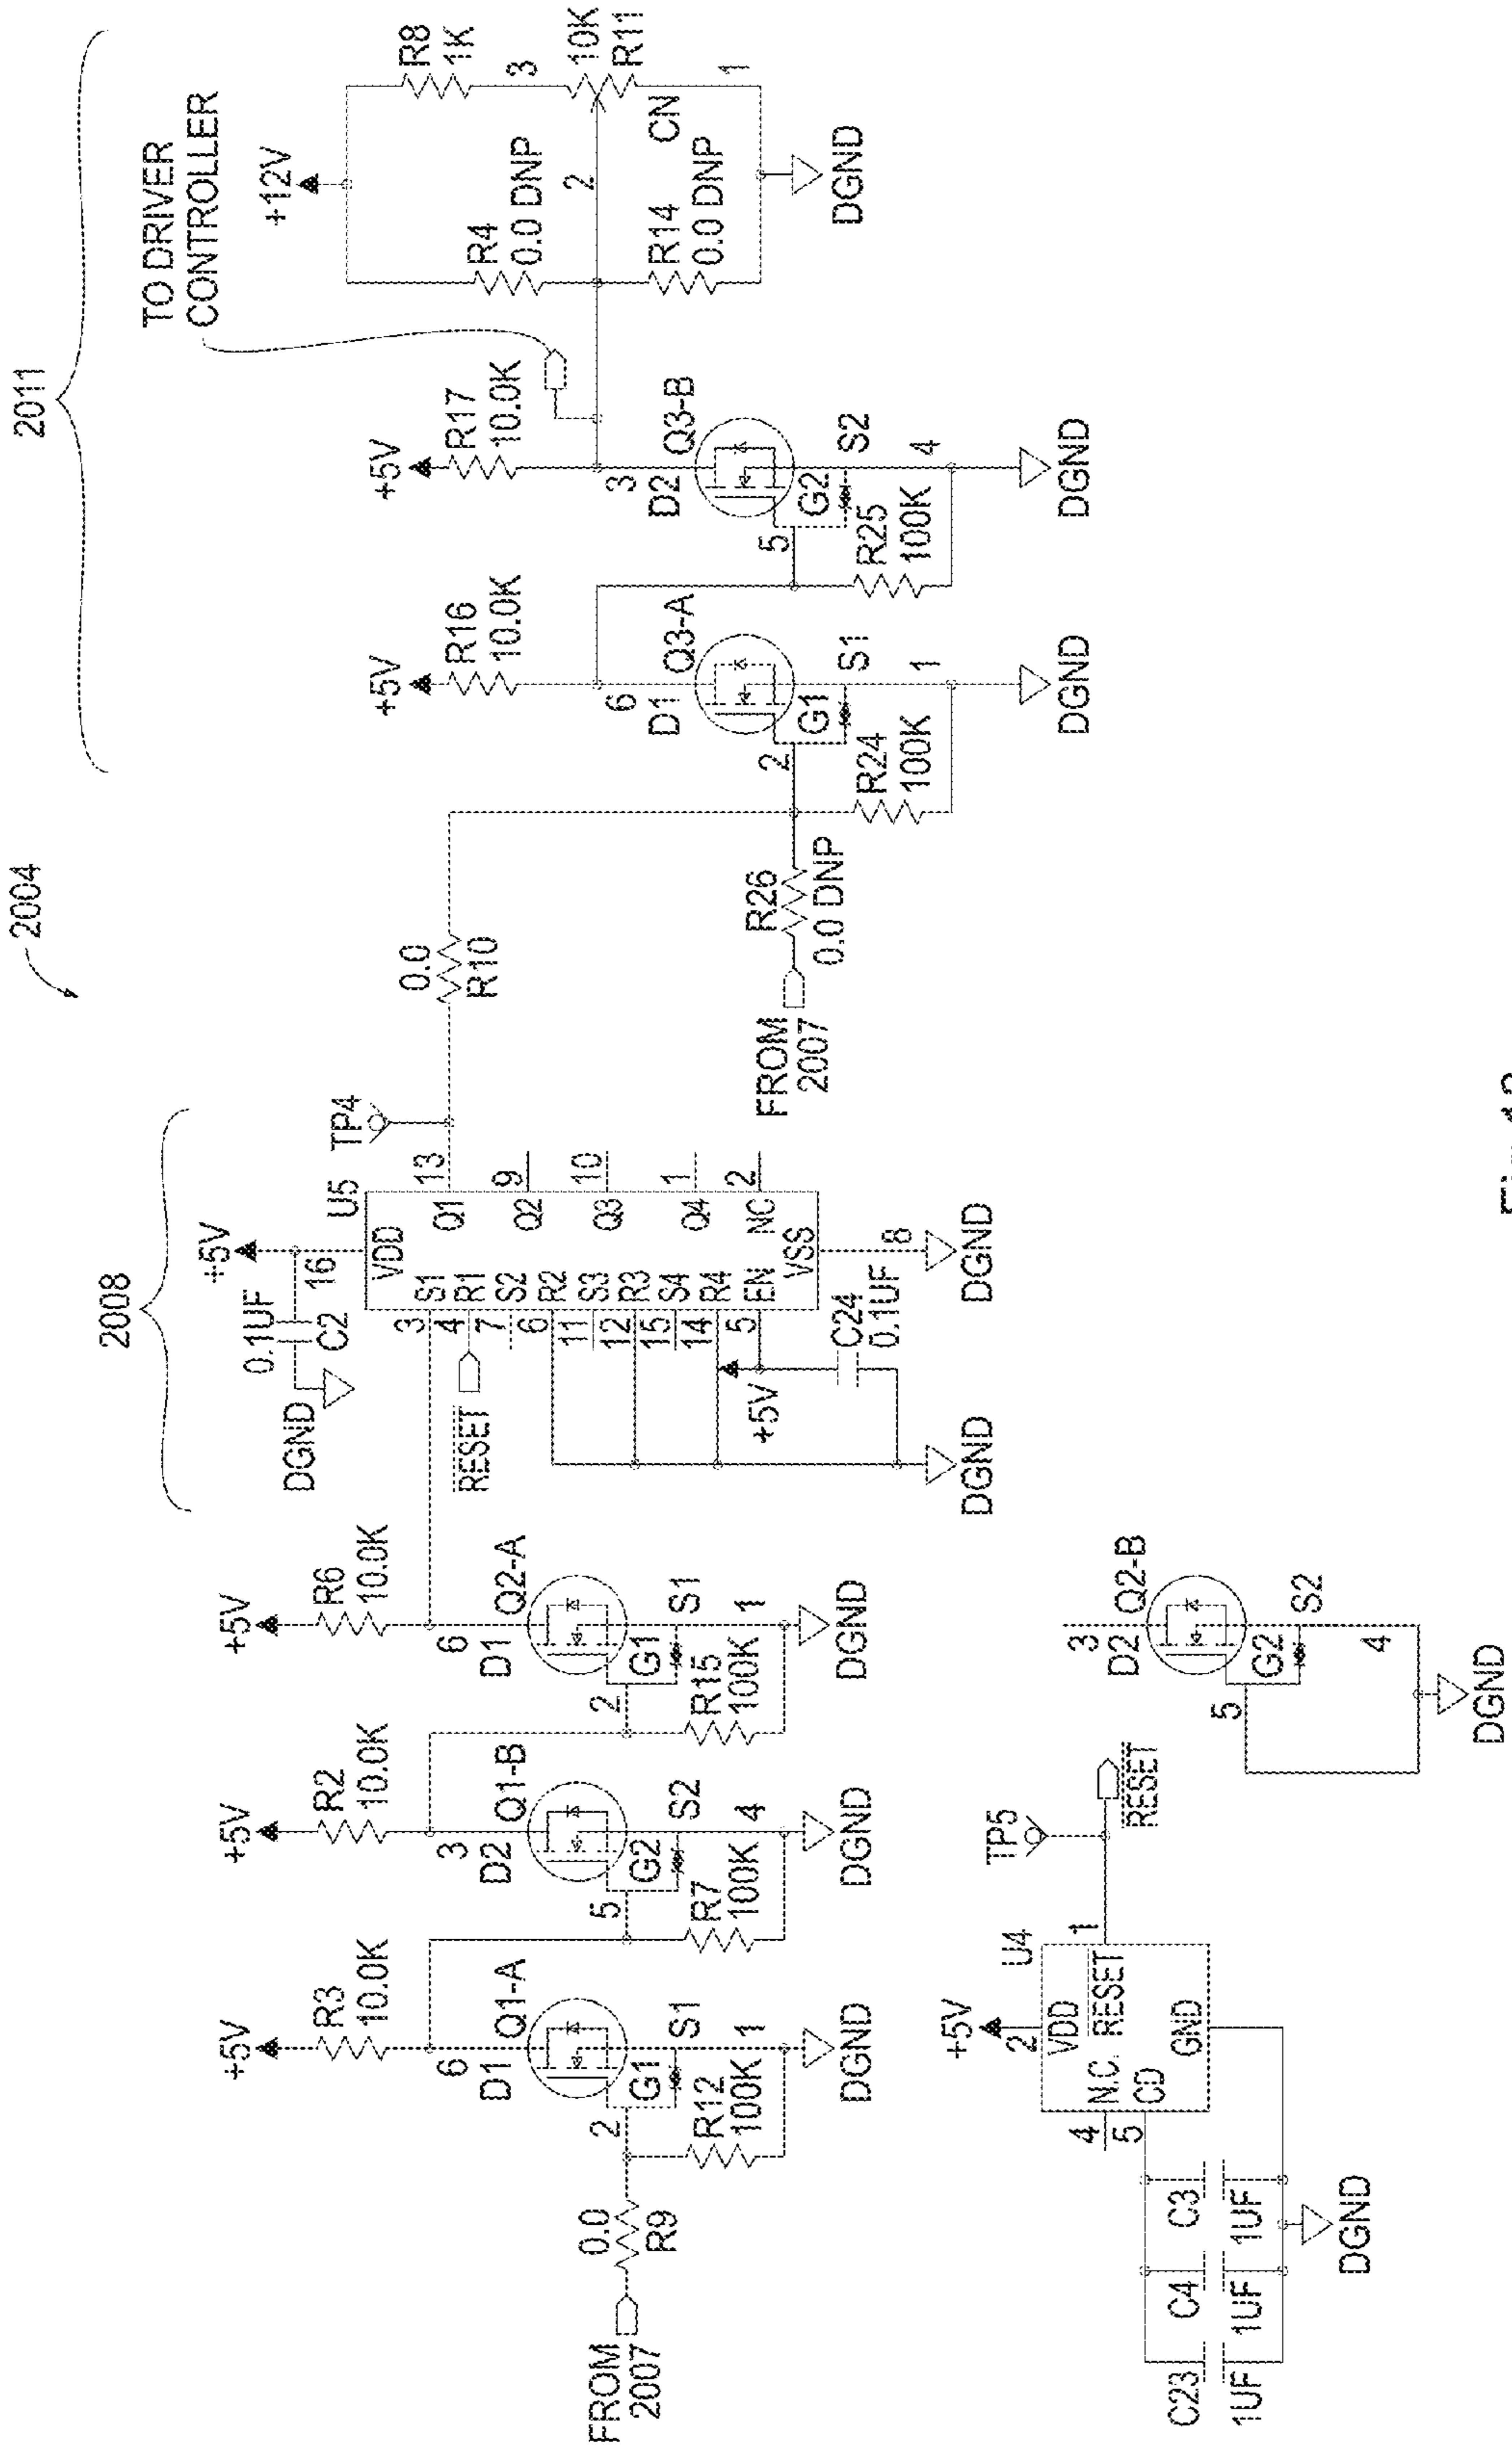 2004
2011
2008
TO DRIVER
CONTROLLER
+12V
R8
1K
3
10K
R11
1
CN
2
R4
0.0 DNP
R14
0.0 DNP
DGND
+5V
R17
10.0K
3
D2
Q3-B
G2
S2
5
4
R25
100K
DGND
+5V
R16
10.0K
6
D1
Q3-A
G1
S1
2
1
R24
100K
DGND
0.0
R10
R26
0.0 DNP
FROM
2007
TP4
+5V
0.1UF
C2
DGND
16
U5
VDD
3
S1
4
R1
7
S2
6
R2
11
S3
12
R3
15
S4
14
R4
5
EN
VSS
8
DGND
Q1
13
Q2
9
Q3
10
Q4
1
NC
2
RESET
+5V
C24
0.1UF
DGND
+5V
R6
10.0K
6
D1
Q2-A
G1
S1
2
1
R15
100K
DGND
+5V
R2
10.0K
3
D2
Q1-B
G2
S2
5
4
R7
100K
DGND
+5V
R3
10.0K
6
D1
Q1-A
G1
S1
2
1
R12
100K
DGND
0.0
R9
FROM
2007
3
D2
Q2-B
G2
S2
5
4
DGND
TP5
RESET
+5V
2
U4
1
VDD
N.C.
RESET
CD
GND
4
5
C23
1UF
C4
1UF
C3
1UF
DGND